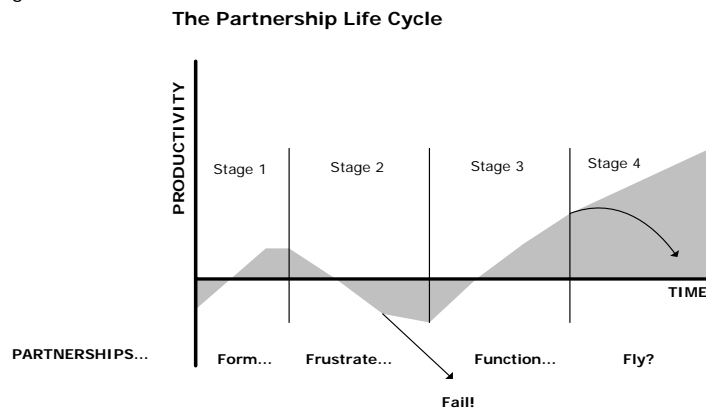 The Partnership Life Cycle
PRODUCTIVITY
Stage 1
Stage 2
Stage 3
Stage 4
TIME
PARTNERSHIPS...
Form...
Frustrate...
Function...
Fly?
Fail!